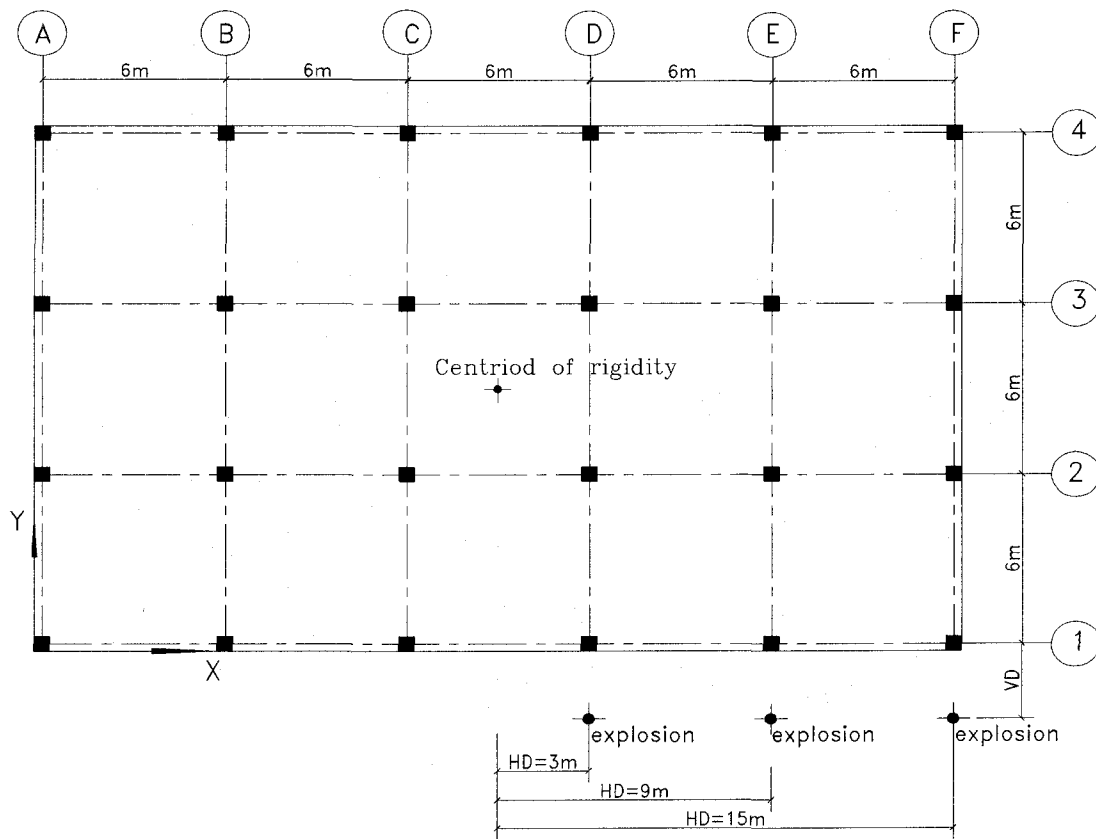 A B C D E F
6m 6m 6m 6m 6m
4
6m
3
Centriod of rigidity
6m
2
Y
6m
X
1
VD
explosion explosion explosion
HD=3m
HD=9m
HD=15m